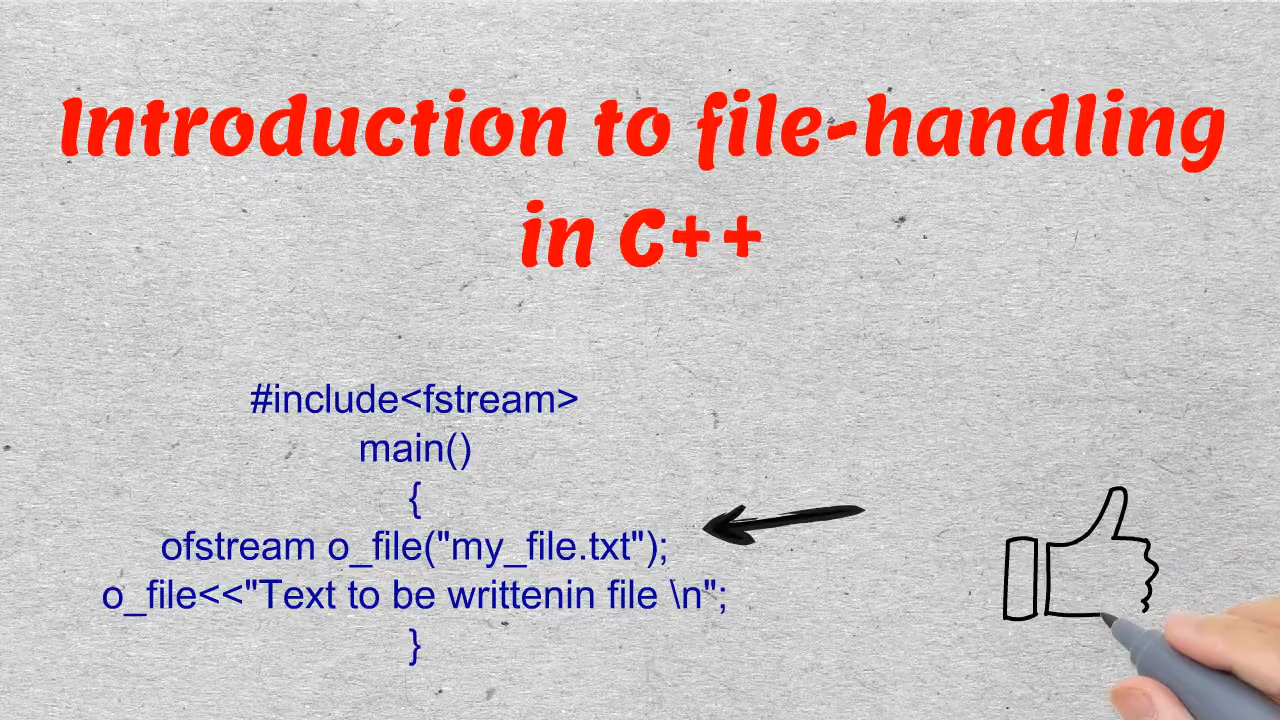 Introduction to file-handling
in C++
#include<fstream>
main()
{
ofstream o_file("my_file.txt");
o_file<<"Text to be writtenin file \n";
}